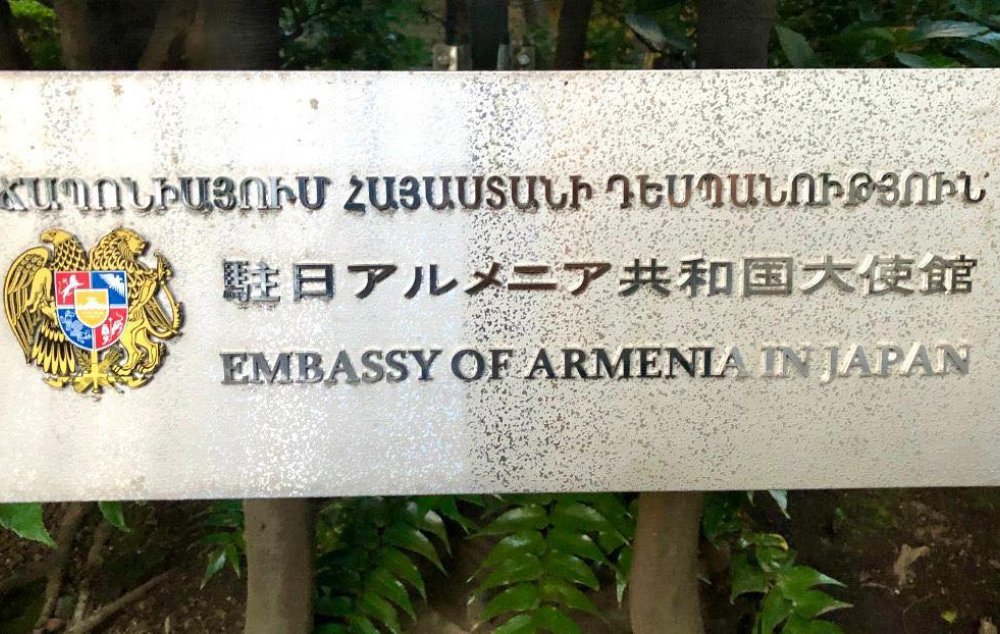 ՃԱՊՈՆԻԱՅՈՒՄ ՀԱՅԱՍՏԱՆԻ ԴԵՍՊԱՆՈՒԹՅՈՒՆ
駐日アルメニア共和国大使館
EMBASSY OF ARMENIA IN JAPAN